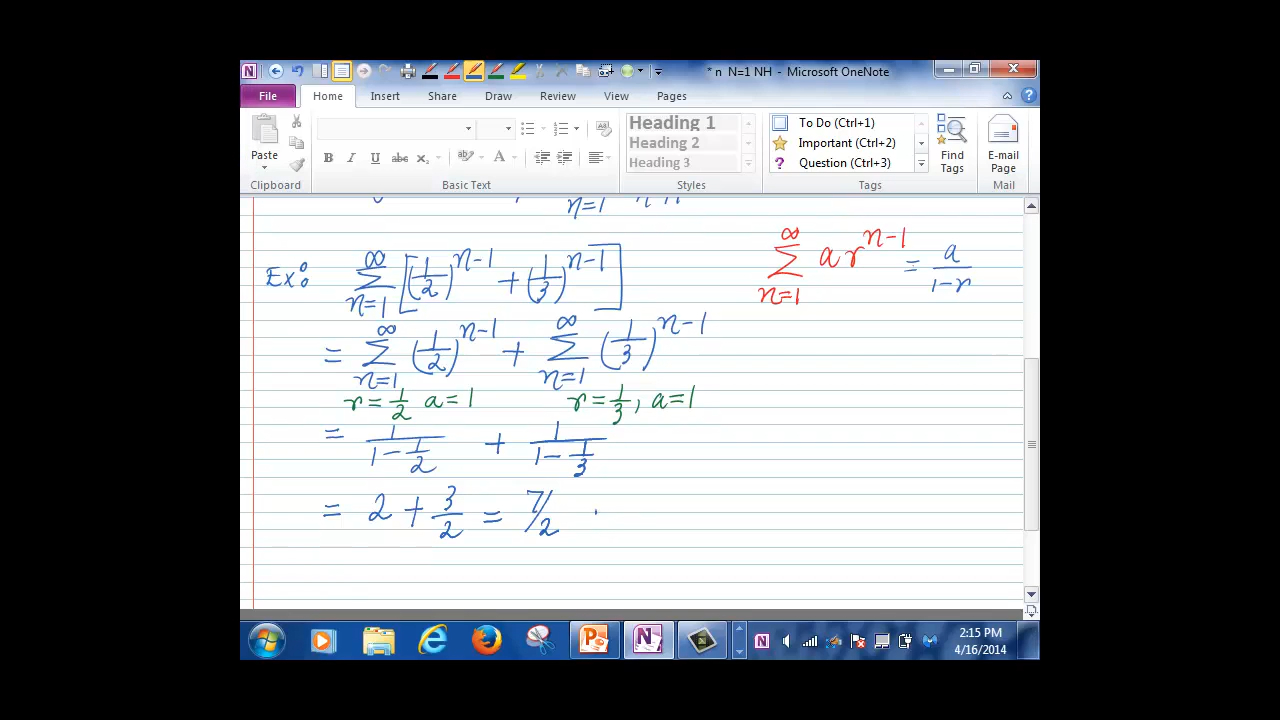 * n N=1 NH - Microsoft OneNote
File Home Insert Share Draw Review View Pages
Paste
B I U abc x₂ ab A
Heading 1
Heading 2
Heading 3
To Do (Ctrl+1)
Important (Ctrl+2)
Question (Ctrl+3)
Find Tags
E-mail Page
Clipboard Basic Text Styles Tags Mail
n=1
Ex: ∞∑n=1 [(1/2)^(n-1) + (1/3)^(n-1)]
∞∑n=1 a r^(n-1) = a/(1-r)
= ∞∑n=1 (1/2)^(n-1) + ∞∑n=1 (1/3)^(n-1)
r=1/2 a=1 r=1/3, a=1
= 1/(1-1/2) + 1/(1-1/3)
= 2 + 3/2 = 7/2 .
2:15 PM
4/16/2014